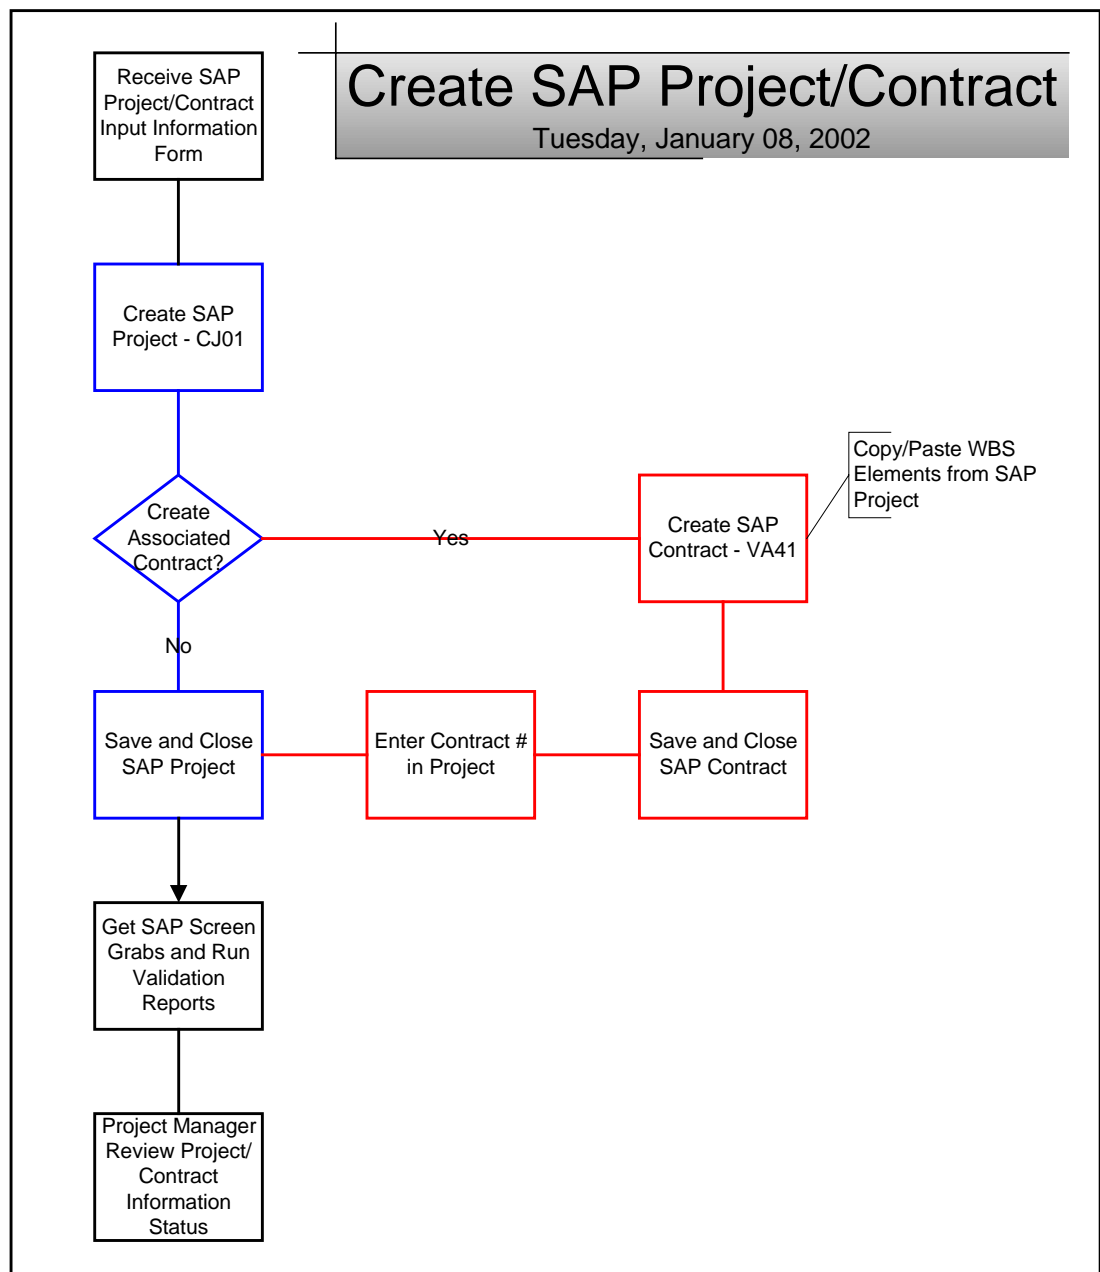 Create SAP Project/Contract
Tuesday, January 08, 2002
Receive SAP
Project/Contract
Input Information
Form
Create SAP
Project - CJ01
Create
Associated
Contract?
Yes
Create SAP
Contract - VA41
Copy/Paste WBS
Elements from SAP
Project
No
Save and Close
SAP Project
Enter Contract #
in Project
Save and Close
SAP Contract
Get SAP Screen
Grabs and Run
Validation
Reports
Project Manager
Review Project/
Contract
Information
Status